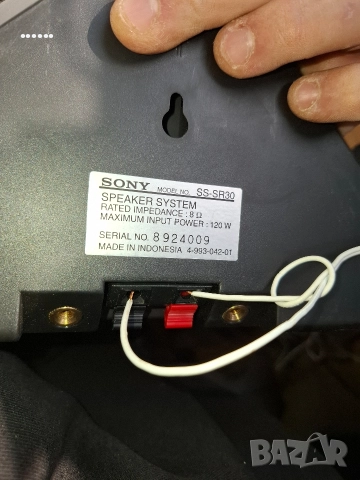 SONY MODEL NO. SS-SR30
SPEAKER SYSTEM
RATED IMPEDANCE : 8 Ω
MAXIMUM INPUT POWER : 120 W
SERIAL NO. 8924009
MADE IN INDONESIA 4-993-042-01
BAZAR
bg